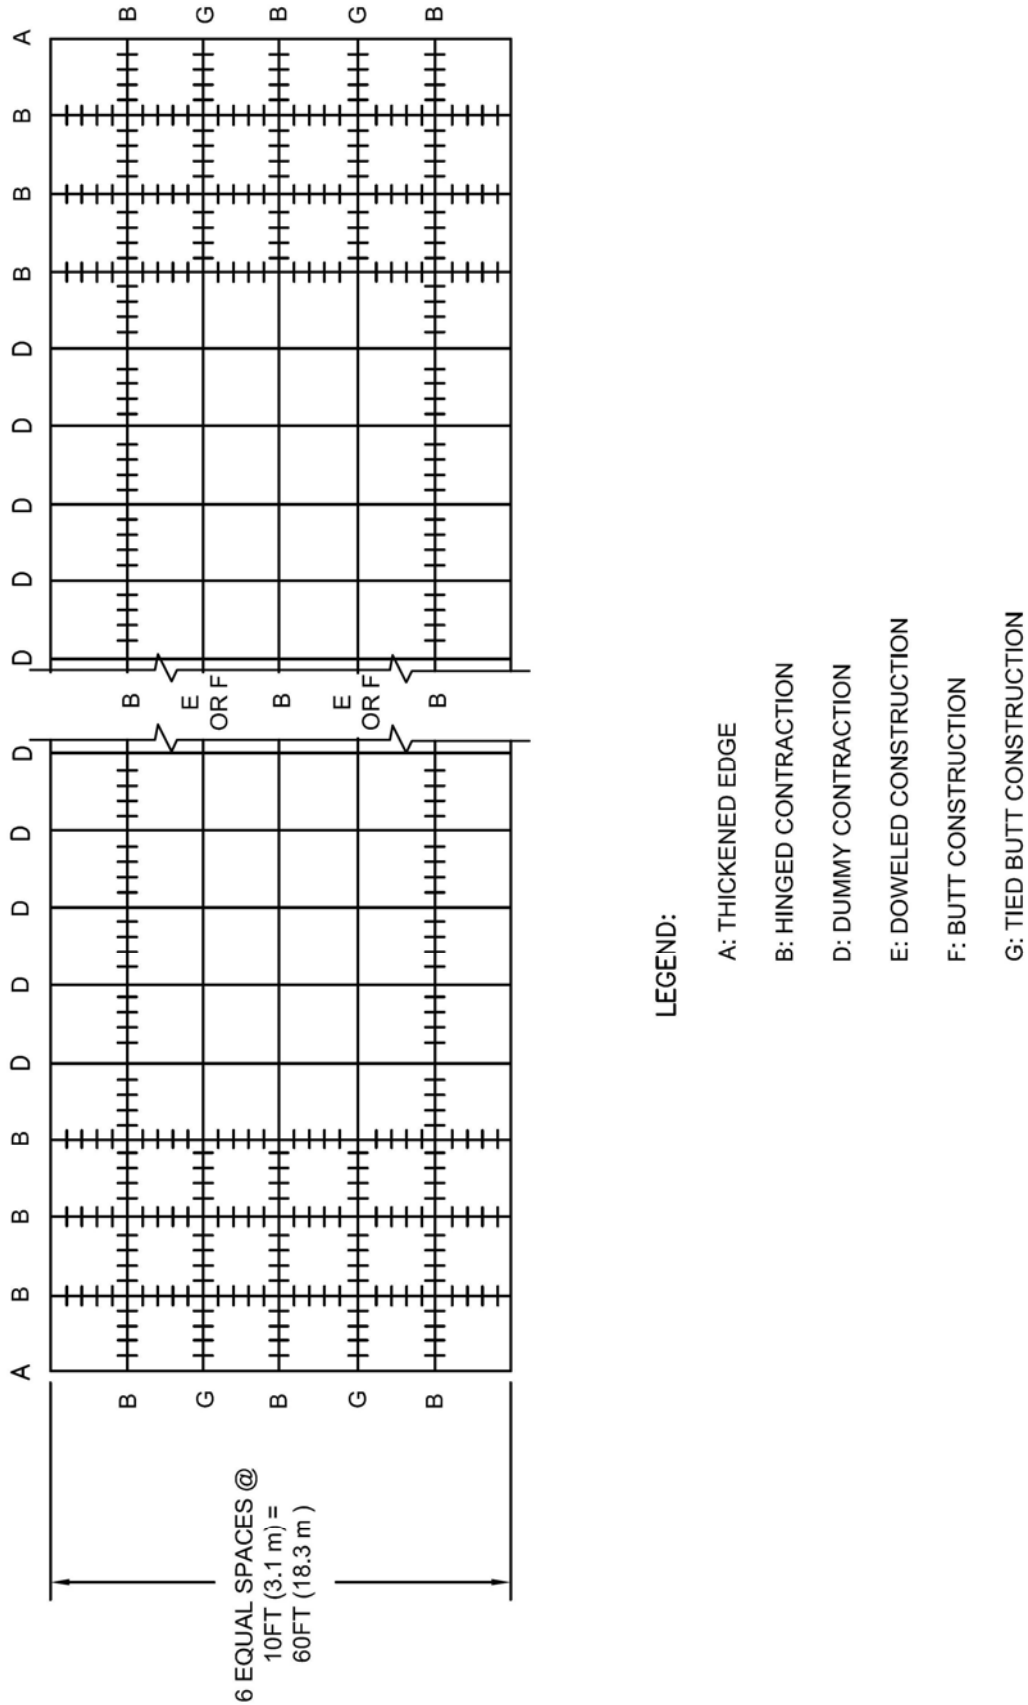 A B B B D D D D D D D D D D B B B A
B B B
G E G
OR F
6 EQUAL SPACES @
10FT (3.1 m) =
60FT (18.3 m )
B B B
G E G
OR F
B B B
LEGEND:
A: THICKENED EDGE
B: HINGED CONTRACTION
D: DUMMY CONTRACTION
E: DOWELED CONSTRUCTION
F: BUTT CONSTRUCTION
G: TIED BUTT CONSTRUCTION